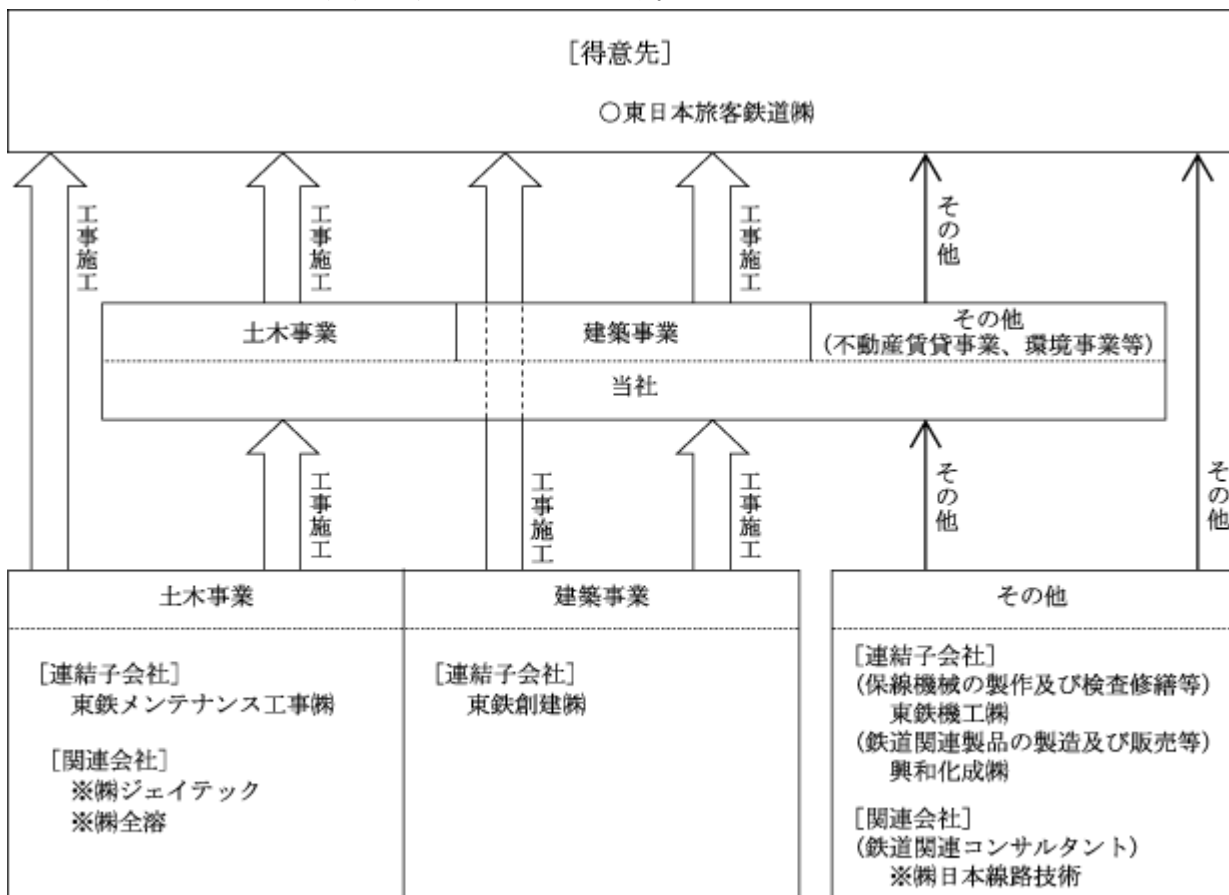 ［得意先］
○東日本旅客鉄道㈱
工事施工
工事施工
工事施工
工事施工
その他
その他
土木事業
建築事業
その他
（不動産賃貸事業、環境事業等）
当社
工事施工
工事施工
工事施工
その他
土木事業
［連結子会社］
東鉄メンテナンス工事㈱
［関連会社］
※㈱ジェイテック
※㈱全溶
建築事業
［連結子会社］
東鉄創建㈱
その他
［連結子会社］
（保線機械の製作及び検査修繕等）
東鉄機工㈱
（鉄道関連製品の製造及び販売等）
興和化成㈱
［関連会社］
（鉄道関連コンサルタント）
※㈱日本線路技術